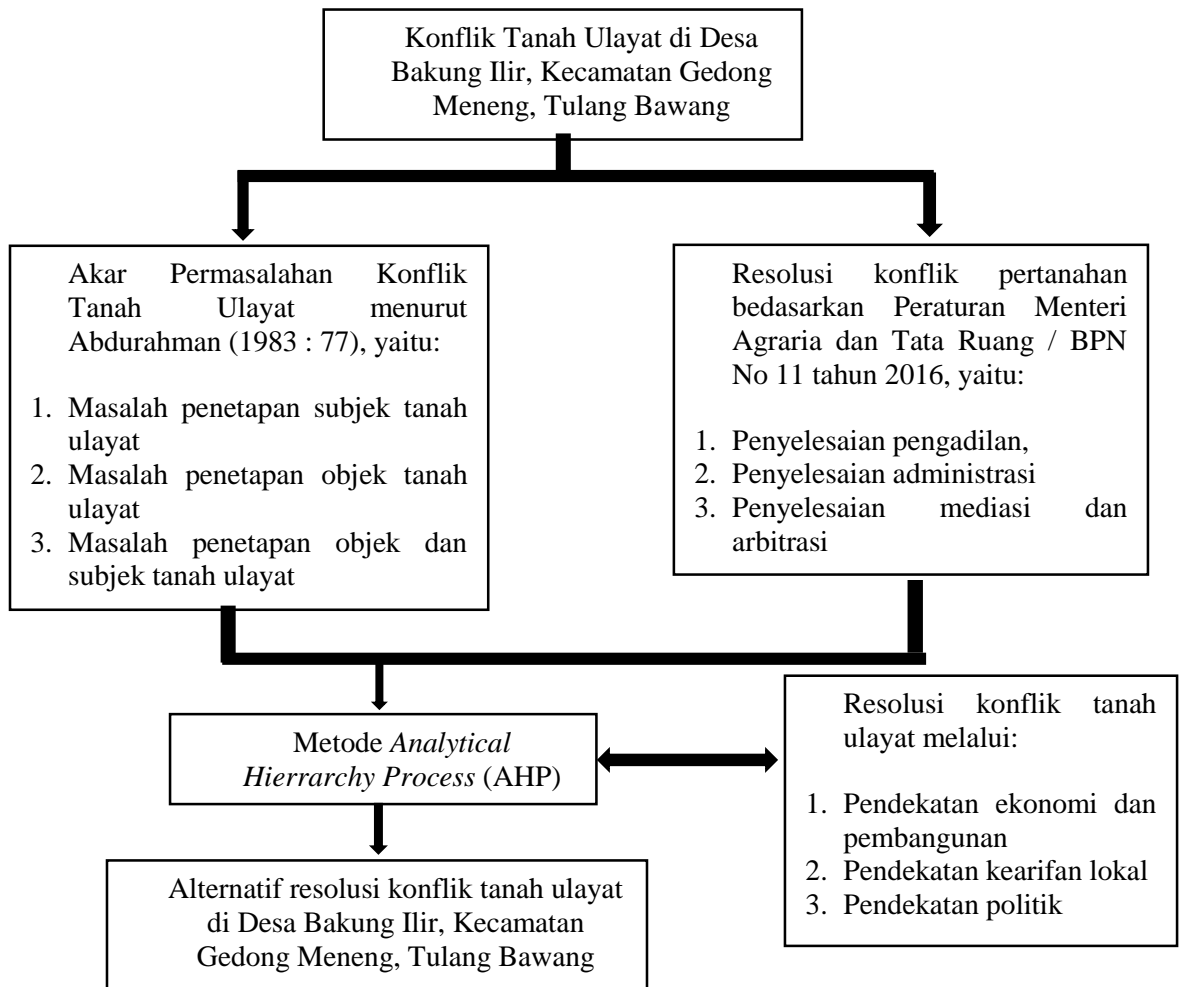 Konflik Tanah Ulayat di Desa
Bakung Ilir, Kecamatan Gedong
Meneng, Tulang Bawang
Akar Permasalahan Konflik
Tanah Ulayat menurut
Abdurahman (1983 : 77), yaitu:
1. Masalah penetapan subjek tanah
ulayat
2. Masalah penetapan objek tanah
ulayat
3. Masalah penetapan objek dan
subjek tanah ulayat
Resolusi konflik pertanahan
bedasarkan Peraturan Menteri
Agraria dan Tata Ruang / BPN
No 11 tahun 2016, yaitu:
1. Penyelesaian pengadilan,
2. Penyelesaian administrasi
3. Penyelesaian mediasi dan
arbitrasi
Metode Analytical
Hierrarchy Process (AHP)
Resolusi konflik tanah
ulayat melalui:
1. Pendekatan ekonomi dan
pembangunan
2. Pendekatan kearifan lokal
3. Pendekatan politik
Alternatif resolusi konflik tanah ulayat
di Desa Bakung Ilir, Kecamatan
Gedong Meneng, Tulang Bawang